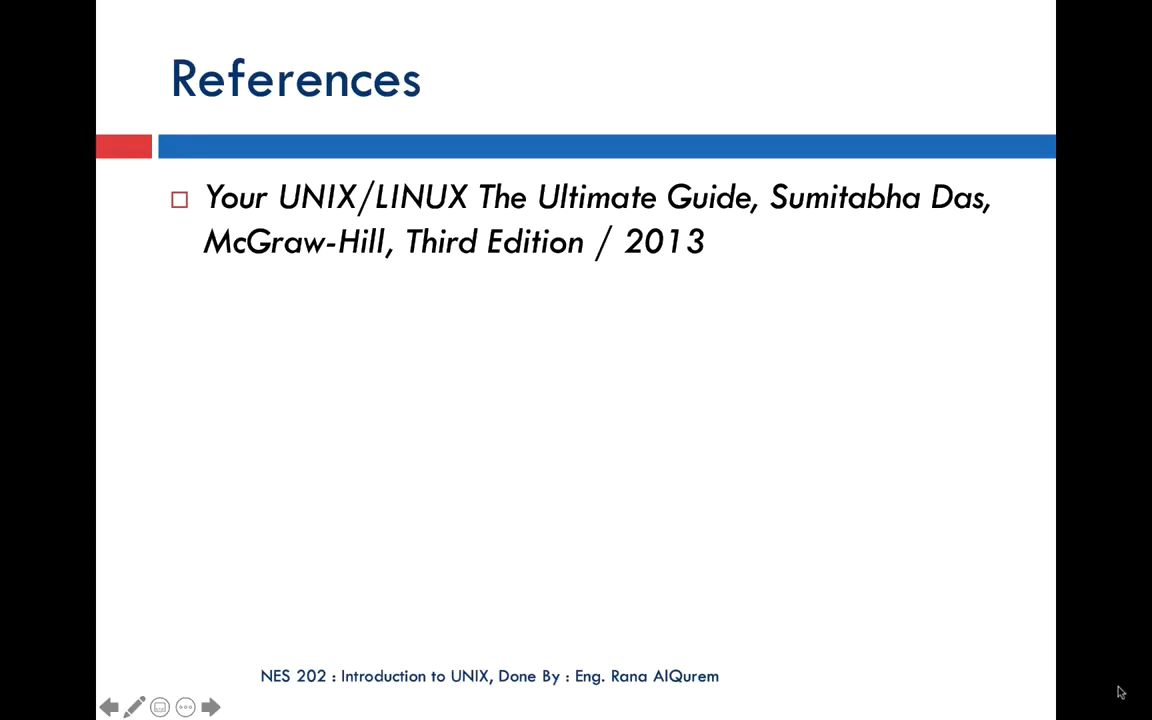 References
Your UNIX/LINUX The Ultimate Guide, Sumitabha Das,
McGraw-Hill, Third Edition / 2013
NES 202 : Introduction to UNIX, Done By : Eng. Rana AlQurem